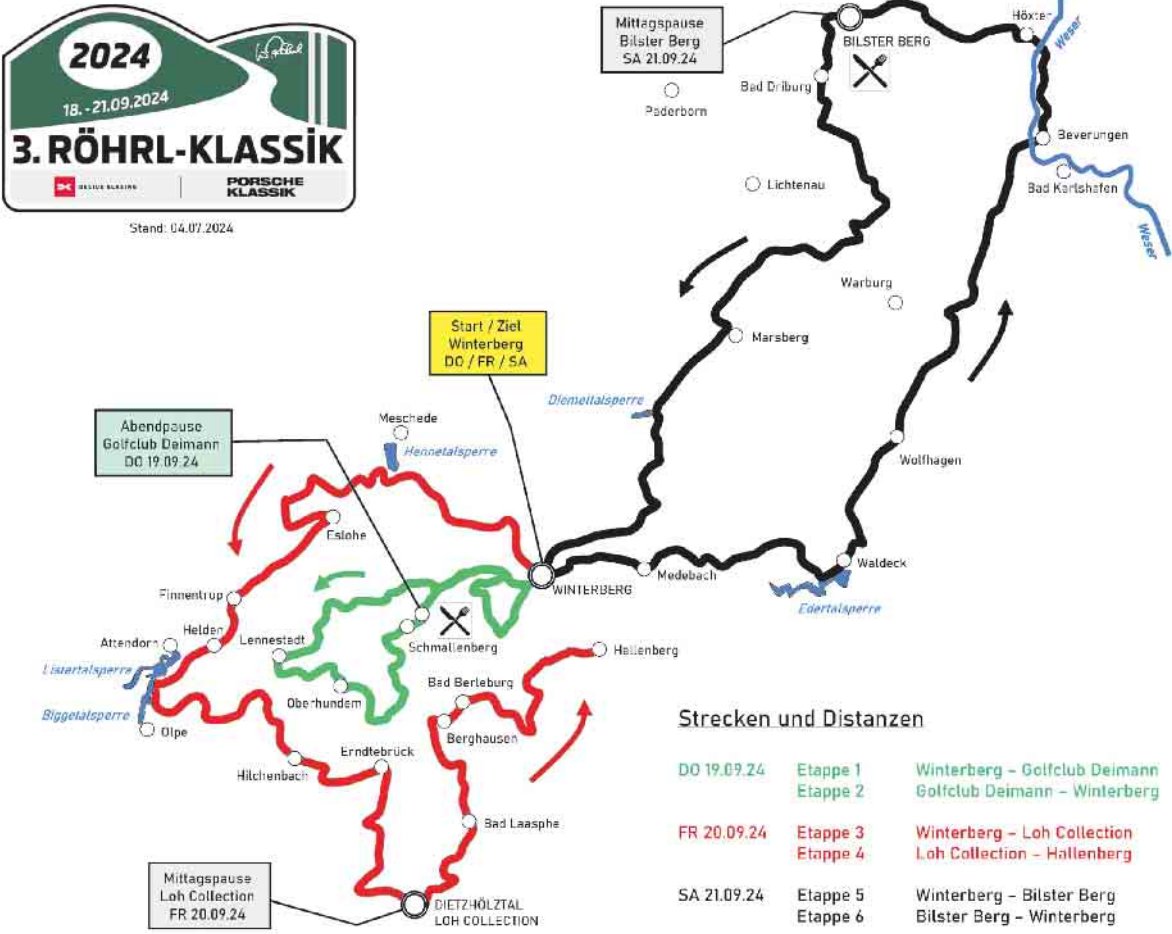 2024
18. - 21.09.2024
3. RÖHRL-KLASSIK
DELIUS KLASING
PORSCHE
KLASSIK
Stand: 04.07.2024
Mittagspause
Bilster Berg
SA 21.09.24
BILSTER BERG
Höxter
Weser
Bad Driburg
Paderborn
Beverungen
Lichtenau
Bad Karlshafen
Weser
Warburg
Marsberg
Start / Ziel
Winterberg
DO / FR / SA
Diemeltalsperre
Abendpause
Golfclub Deimann
DO 19.09.24
Meschede
Hennetalsperre
Wolfhagen
Eslohe
Waldeck
WINTERBERG
Medebach
Edertalsperre
Finnentrup
Helden
Attendorn
Lennestadt
Schmallenberg
Hallenberg
Listertalsperre
Bad Berleburg
Oberhundem
Biggetalsperre
Olpe
Berghausen
Erndtebrück
Hilchenbach
Bad Laasphe
Mittagspause
Loh Collection
FR 20.09.24
DIETZHÖLZTAL
LOH COLLECTION
Strecken und Distanzen
DO 19.09.24 Etappe 1 Winterberg – Golfclub Deimann
Etappe 2 Golfclub Deimann – Winterberg
FR 20.09.24 Etappe 3 Winterberg – Loh Collection
Etappe 4 Loh Collection – Hallenberg
SA 21.09.24 Etappe 5 Winterberg – Bilster Berg
Etappe 6 Bilster Berg – Winterberg